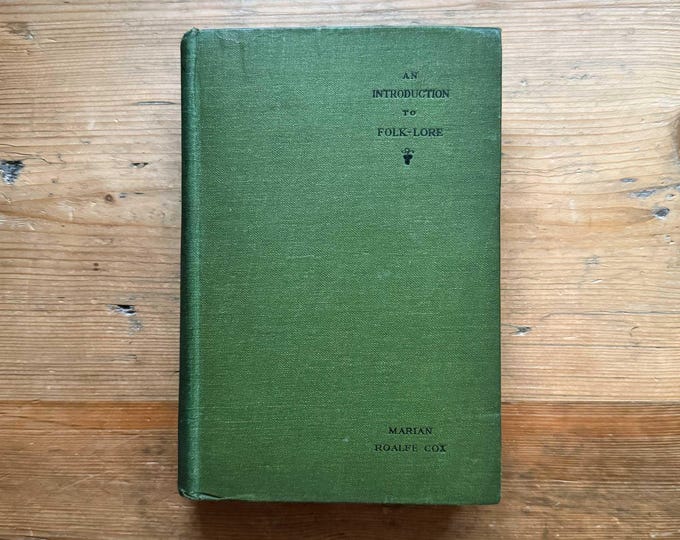 AN
INTRODUCTION
TO
FOLK-LORE
MARIAN
ROALFE COX